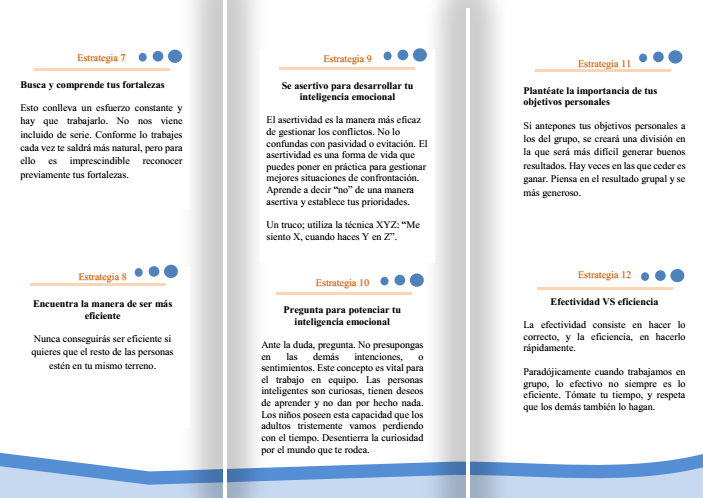 Estrategia 7
Busca y comprende tus fortalezas
Esto conlleva un esfuerzo constante y
hay que trabajarlo. No nos viene
incluido de serie. Conforme lo trabajes
cada vez te saldrá más natural, pero para
ello es imprescindible reconocer
previamente tus fortalezas.
Estrategia 8
Encuentra la manera de ser más
eficiente
Nunca conseguirás ser eficiente si
quieres que el resto de las personas
estén en tu mismo terreno.
Estrategia 9
Se asertivo para desarrollar tu
inteligencia emocional
El asertividad es la manera más eficaz
de gestionar los conflictos. No lo
confundas con pasividad o evitación. El
asertividad es una forma de vida que
puedes poner en práctica para gestionar
mejores situaciones de confrontación.
Aprende a decir “no” de una manera
asertiva y establece tus prioridades.
Un truco; utiliza la técnica XYZ: “Me
siento X, cuando haces Y en Z”.
Estrategia 10
Pregunta para potenciar tu
inteligencia emocional
Ante la duda, pregunta. No presupongas
en las demás intenciones, o
sentimientos. Este concepto es vital para
el trabajo en equipo. Las personas
inteligentes son curiosas, tienen deseos
de aprender y no dan por hecho nada.
Los niños poseen esta capacidad que los
adultos tristemente vamos perdiendo
con el tiempo. Desentierra la curiosidad
por el mundo que te rodea.
Estrategia 11
Plantéate la importancia de tus
objetivos personales
Si antepones tus objetivos personales a
los del grupo, se creará una división en
la que será más difícil generar buenos
resultados. Hay veces en las que ceder es
ganar. Piensa en el resultado grupal y se
más generoso.
Estrategia 12
Efectividad VS eficiencia
La efectividad consiste en hacer lo
correcto, y la eficiencia, en hacerlo
rápidamente.
Paradójicamente cuando trabajamos en
grupo, lo efectivo no siempre es lo
eficiente. Tómate tu tiempo, y respeta
que los demás también lo hagan.